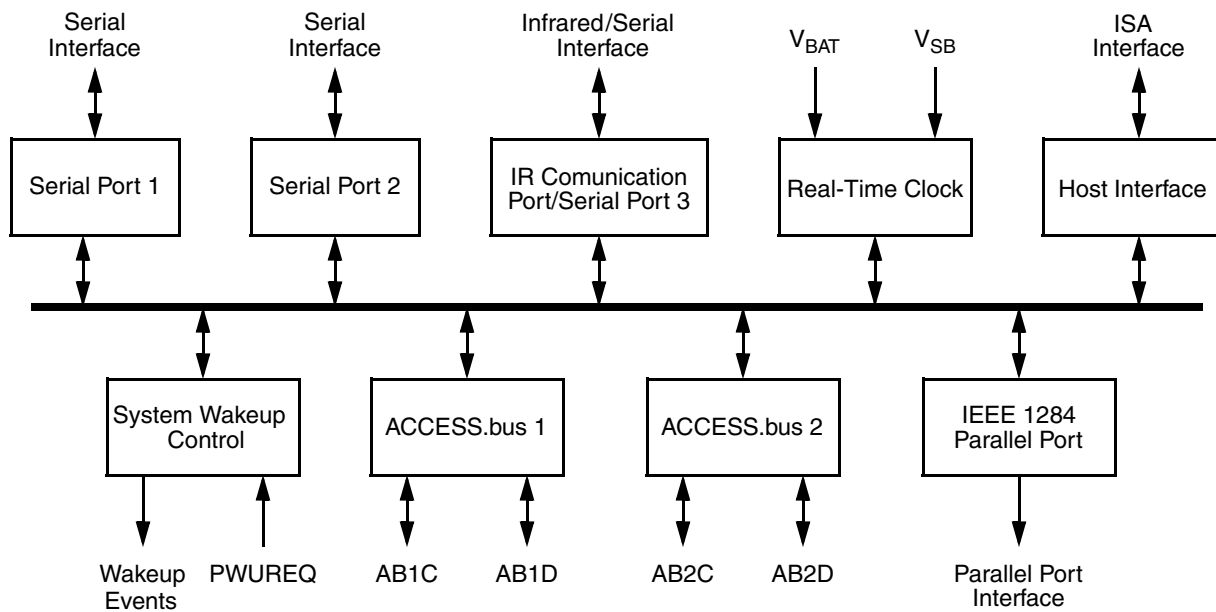 Serial
Interface
Serial
Interface
Infrared/Serial
Interface
VBAT
VSB
ISA
Interface
Serial Port 1
Serial Port 2
IR Comunication
Port/Serial Port 3
Real-Time Clock
Host Interface
System Wakeup
Control
ACCESS.bus 1
ACCESS.bus 2
IEEE 1284
Parallel Port
Wakeup
Events
PWUREQ
AB1C
AB1D
AB2C
AB2D
Parallel Port
Interface